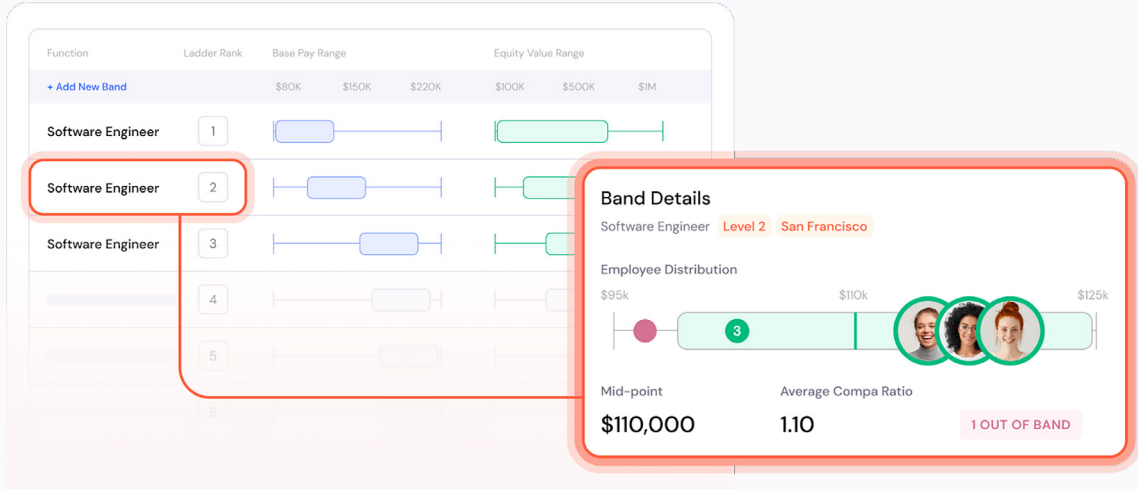 Function Ladder Rank Base Pay Range Equity Value Range
+ Add New Band $80K $150K $220K $100K $500K $1M
Software Engineer 1
Software Engineer 2
Software Engineer 3
4
5
6
Band Details
Software Engineer Level 2 San Francisco
Employee Distribution
$95k $110k $125k
3
Mid-point Average Compa Ratio
$110,000 1.10 1 OUT OF BAND